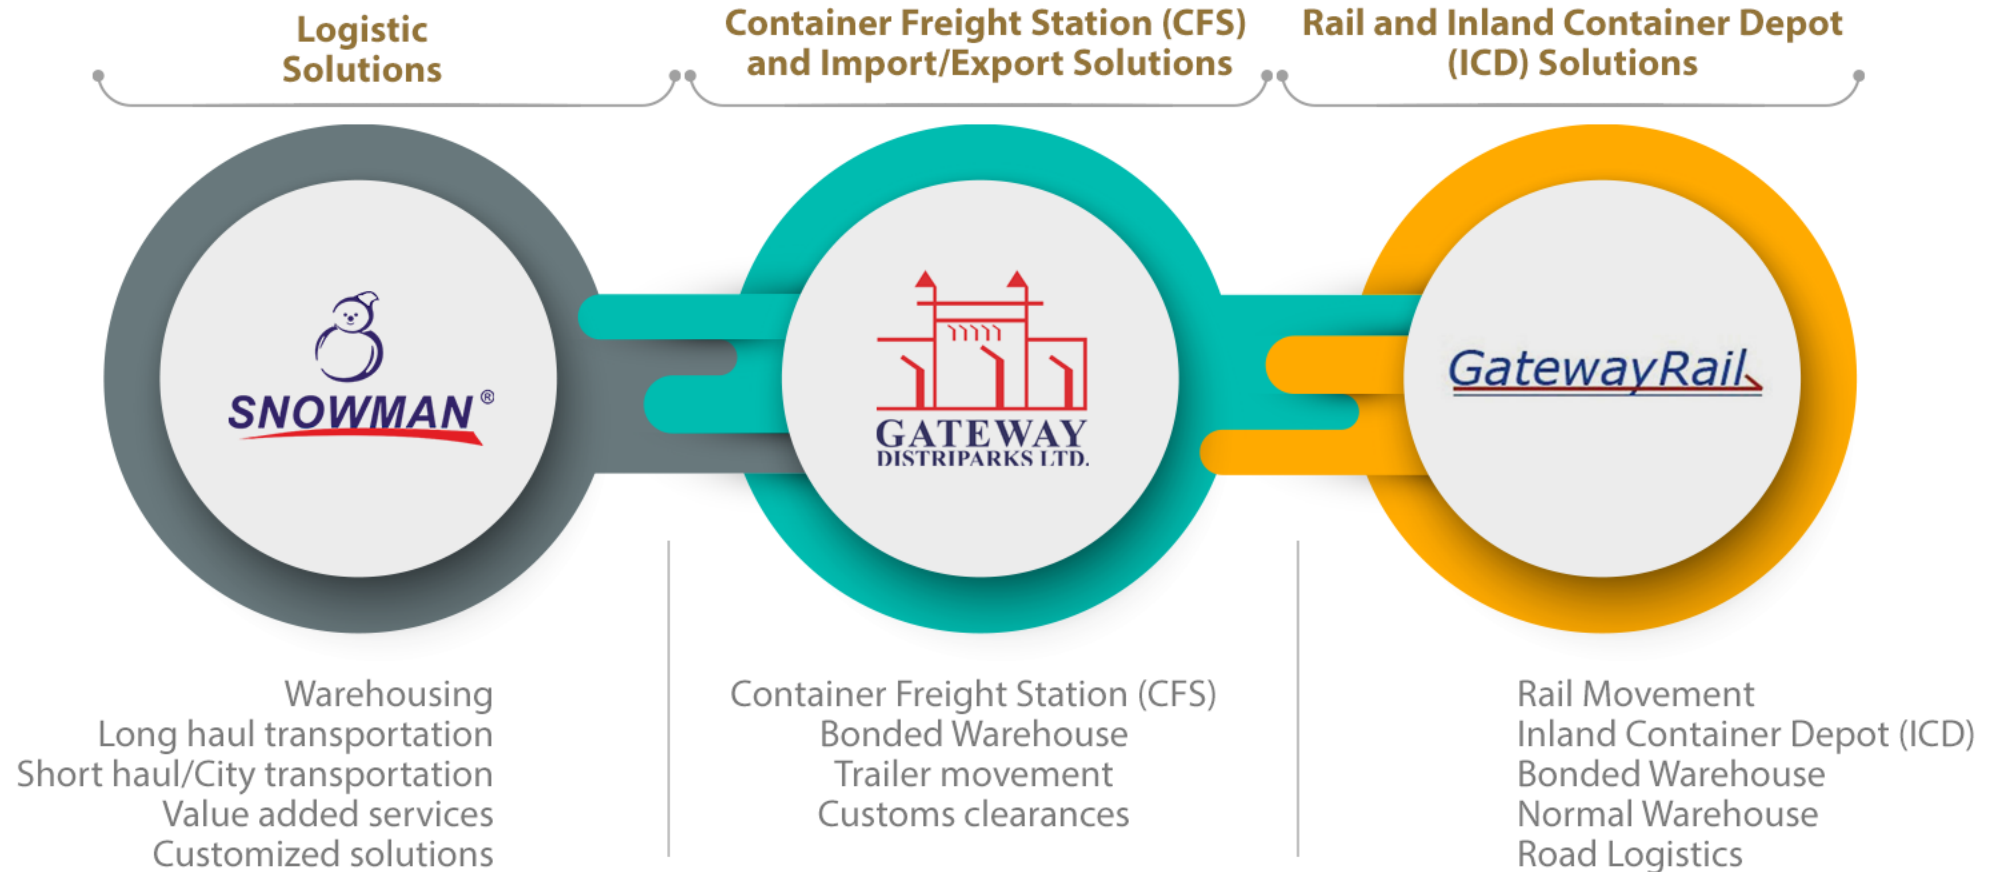 Logistic
Solutions
Container Freight Station (CFS)
and Import/Export Solutions
Rail and Inland Container Depot
(ICD) Solutions
SNOWMAN®
GATEWAY
DISTRIPARKS LTD.
GatewayRail
Warehousing
Long haul transportation
Short haul/City transportation
Value added services
Customized solutions
Container Freight Station (CFS)
Bonded Warehouse
Trailer movement
Customs clearances
Rail Movement
Inland Container Depot (ICD)
Bonded Warehouse
Normal Warehouse
Road Logistics